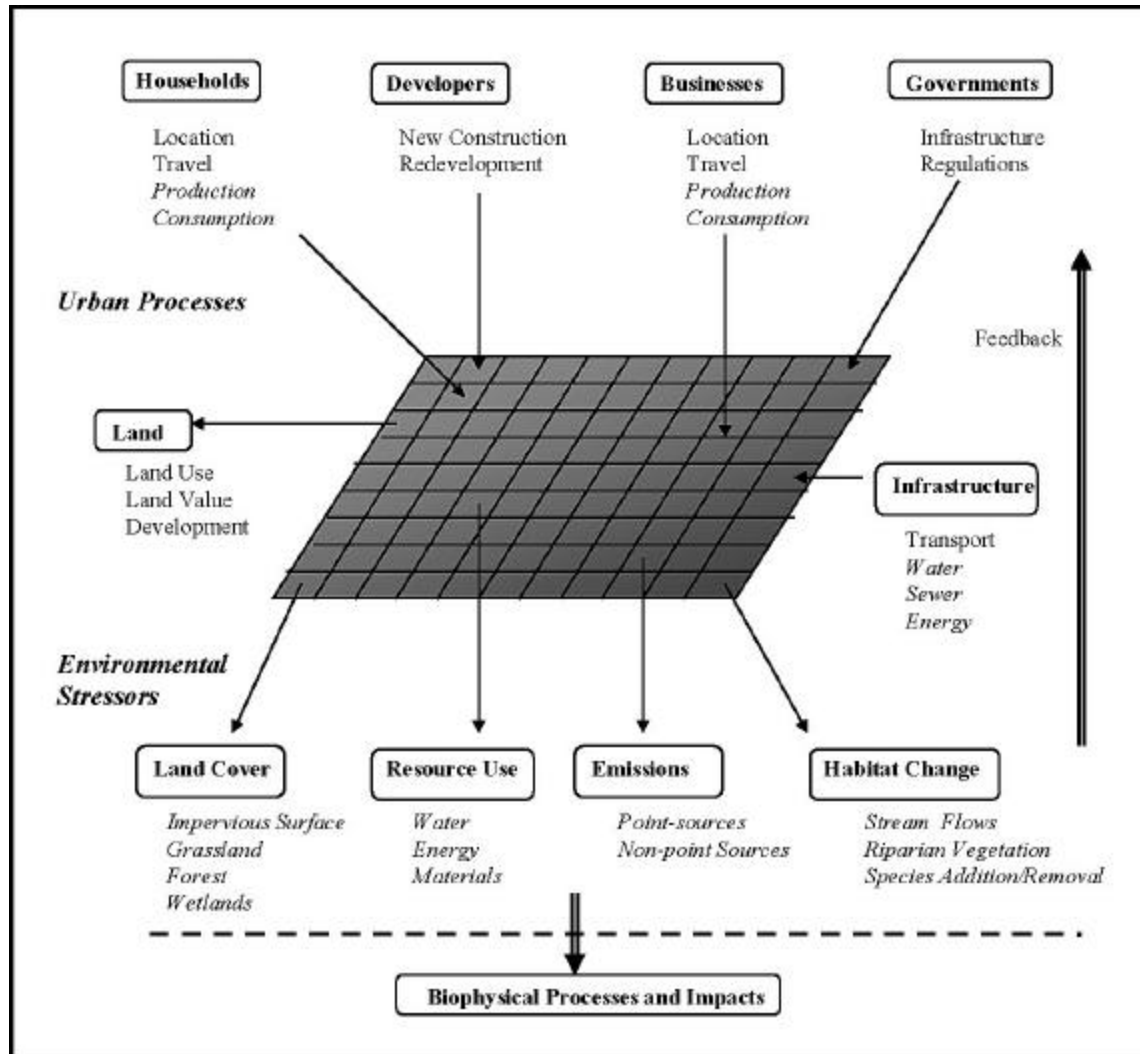 Households
Developers
Businesses
Governments
Location
Travel
Production
Consumption
New Construction
Redevelopment
Location
Travel
Production
Consumption
Infrastructure
Regulations
Urban Processes
Feedback
Land
Land Use
Land Value
Development
Infrastructure
Transport
Water
Sewer
Energy
Environmental
Stressors
Land Cover
Resource Use
Emissions
Habitat Change
Impervious Surface
Grassland
Forest
Wetlands
Water
Energy
Materials
Point-sources
Non-point Sources
Stream Flows
Riparian Vegetation
Species Addition/Removal
Biophysical Processes and Impacts